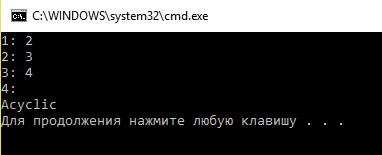 C:\WINDOWS\system32\cmd.exe
1: 2
2: 3
3: 4
4:
Acyclic
Для продолжения нажмите любую клавишу . . .